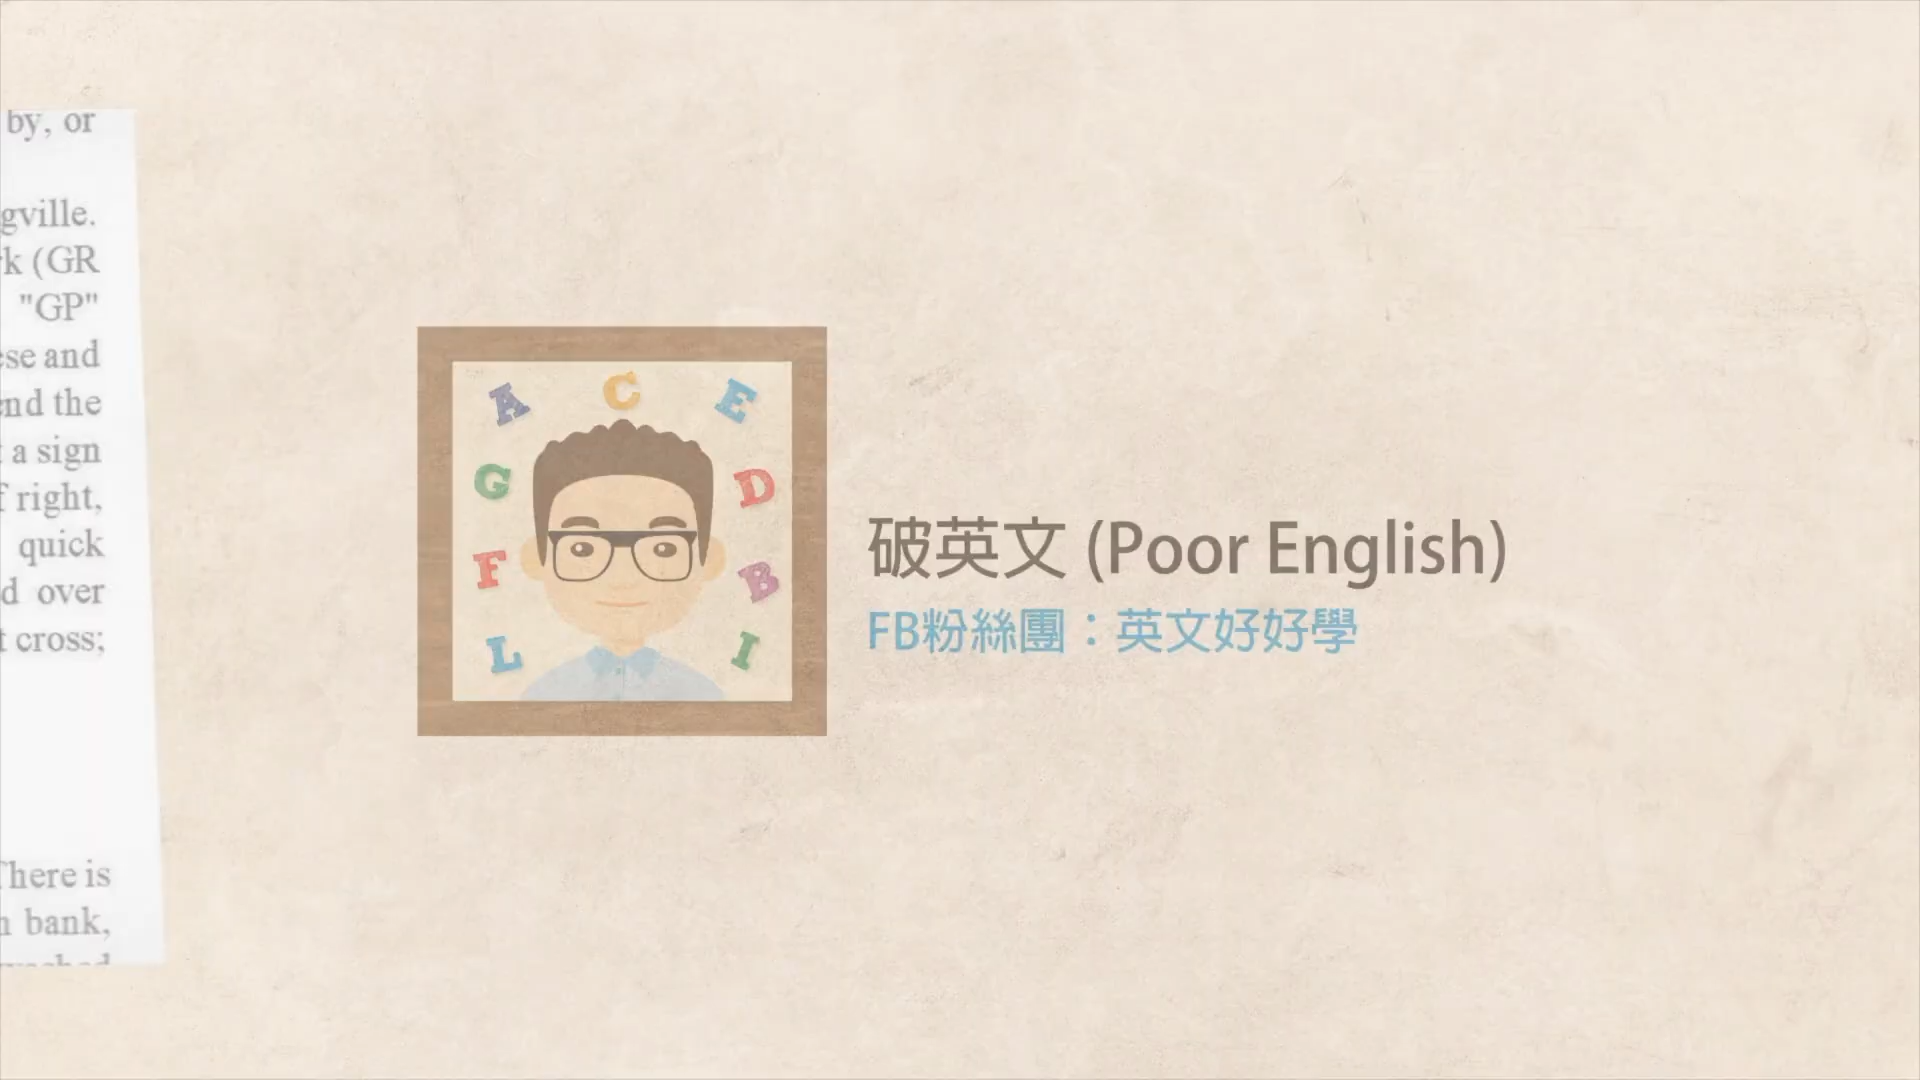 by, or
gville.
k (GR
"GP"
ese and
end the
a sign
f right,
quick
d over
t cross;
There is
n bank,
A C E
G D
F B
L I
破英文 (Poor English)
FB粉絲團：英文好好學